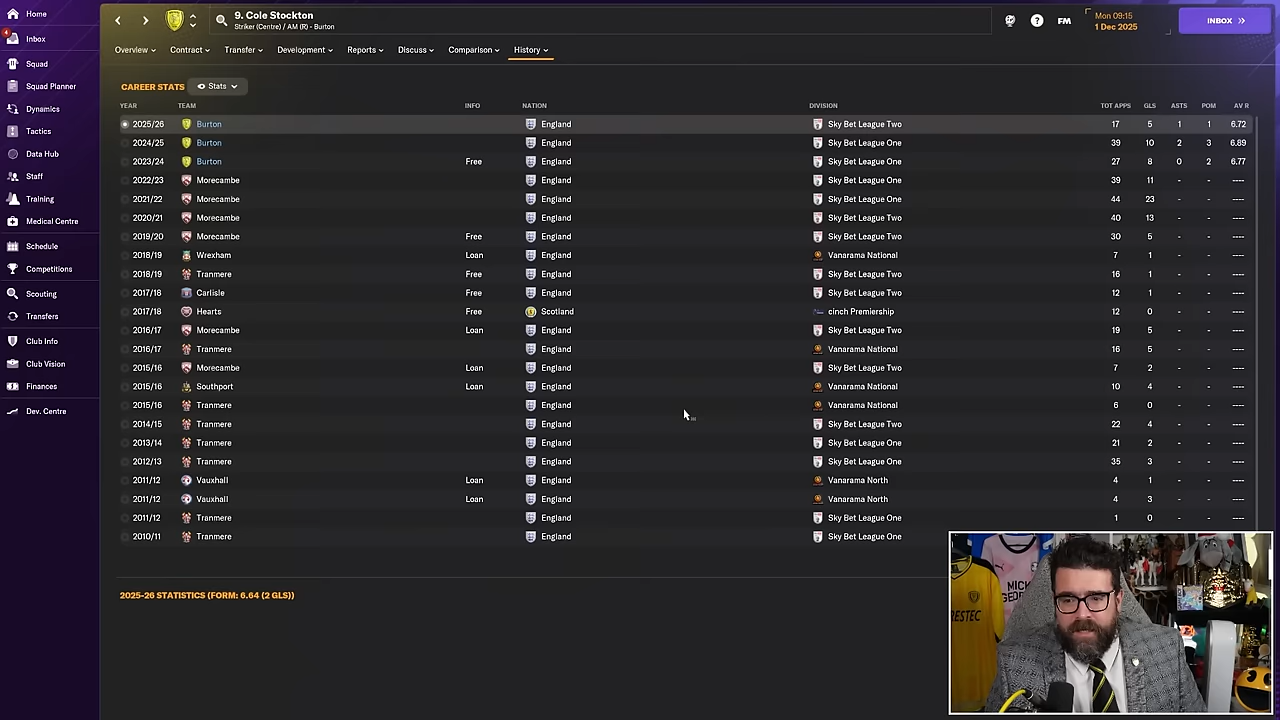 Home
4
Inbox
Squad
Squad Planner
Dynamics
Tactics
Data Hub
Staff
Training
Medical Centre
Schedule
Competitions
Scouting
Transfers
Club Info
Club Vision
Finances
Dev. Centre
9. Cole Stockton
Striker (Centre) / AM (R) - Burton
FM
Mon 09:15
1 Dec 2025
INBOX
Overview Contract Transfer Development Reports Discuss Comparison History
CAREER STATS Stats
YEAR TEAM INFO NATION DIVISION TOT APPS GLS ASTS POM AV R
2025/26 Burton England Sky Bet League Two 17 5 1 1 6.72
2024/25 Burton England Sky Bet League One 39 10 2 3 6.89
2023/24 Burton Free England Sky Bet League One 27 8 0 2 6.77
2022/23 Morecambe England Sky Bet League One 39 11 - - ----
2021/22 Morecambe England Sky Bet League One 44 23 - - ----
2020/21 Morecambe England Sky Bet League Two 40 13 - - ----
2019/20 Morecambe Free England Sky Bet League Two 30 5 - - ----
2018/19 Wrexham Loan England Vanarama National 7 1 - - ----
2018/19 Tranmere Free England Sky Bet League Two 16 1 - - ----
2017/18 Carlisle Free England Sky Bet League Two 12 1 - - ----
2017/18 Hearts Free Scotland cinch Premiership 12 0 - - ----
2016/17 Morecambe Loan England Sky Bet League Two 19 5 - - ----
2016/17 Tranmere England Vanarama National 16 5 - - ----
2015/16 Morecambe Loan England Sky Bet League Two 7 2 - - ----
2015/16 Southport Loan England Vanarama National 10 4 - - ----
2015/16 Tranmere England Vanarama National 6 0 - - ----
2014/15 Tranmere England Sky Bet League Two 22 4 - - ----
2013/14 Tranmere England Sky Bet League One 21 2 - - ----
2012/13 Tranmere England Sky Bet League One 35 3 - - ----
2011/12 Vauxhall Loan England Vanarama North 4 1 - - ----
2011/12 Vauxhall Loan England Vanarama North 4 3 - - ----
2011/12 Tranmere England Sky Bet League One 1 0 - - ----
2010/11 Tranmere England Sky Bet League One
2025-26 STATISTICS (FORM: 6.64 (2 GLS))